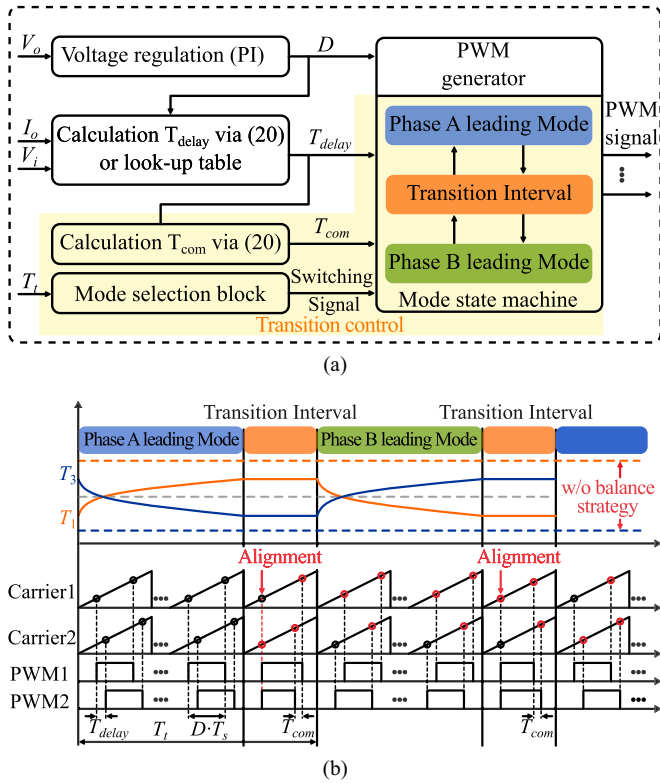 V_o
Voltage regulation (PI)
D
PWM
generator
I_o
V_i
Calculation T_delay via (20)
or look-up table
T_delay
Phase A leading Mode
PWM
signal
Transition Interval
Calculation T_com via (20)
T_com
Phase B leading Mode
T_t
Mode selection block
Switching
Signal
Mode state machine
Transition control
(a)
Transition Interval
Transition Interval
Phase A leading Mode
Phase B leading Mode
T_3
T_1
w/o balance
strategy
Alignment
Alignment
Carrier1
Carrier2
PWM1
PWM2
T_delay
T_t
D·T_s
T_com
T_com
(b)